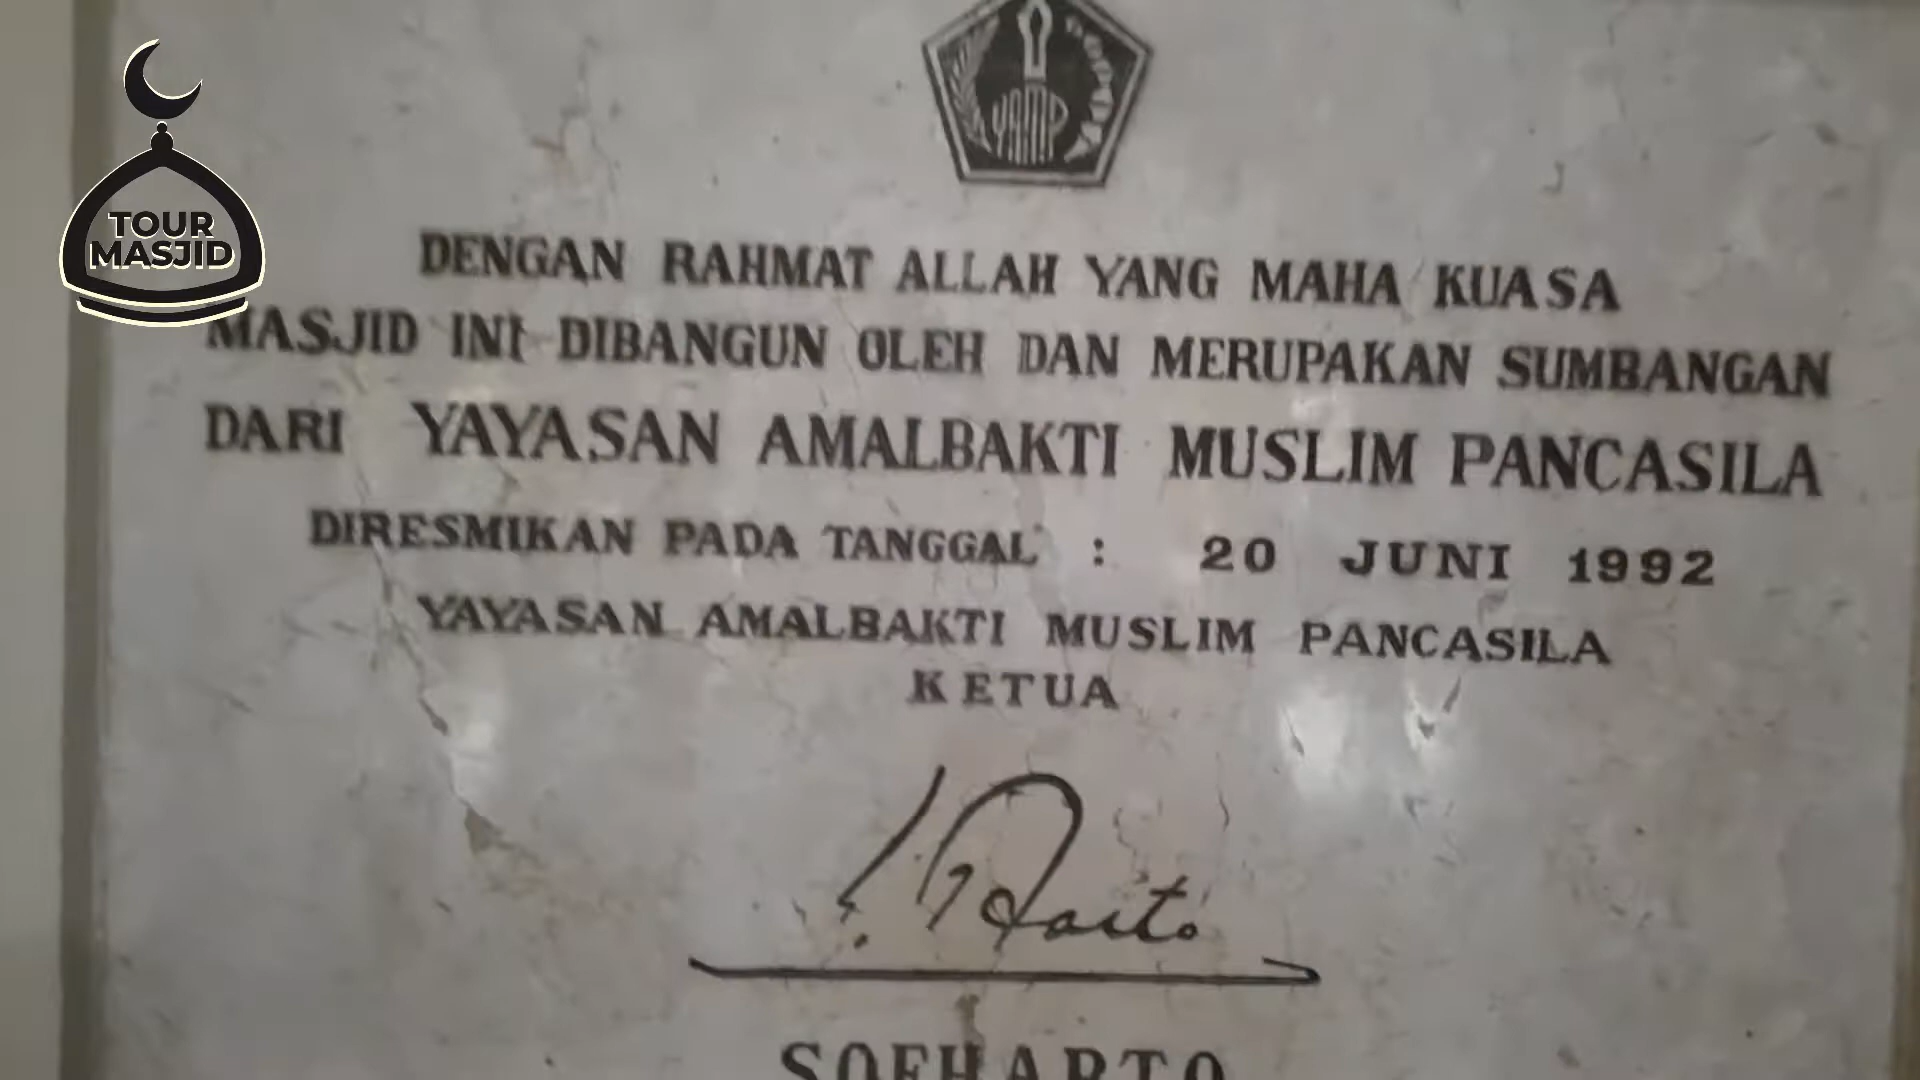 TOUR
MASJID
YAMP
DENGAN RAHMAT ALLAH YANG MAHA KUASA
MASJID INI DIBANGUN OLEH DAN MERUPAKAN SUMBANGAN
DARI YAYASAN AMALBAKTI MUSLIM PANCASILA
DIRESMIKAN PADA TANGGAL : 20 JUNI 1992
YAYASAN AMALBAKTI MUSLIM PANCASILA
KETUA
SOEHARTO